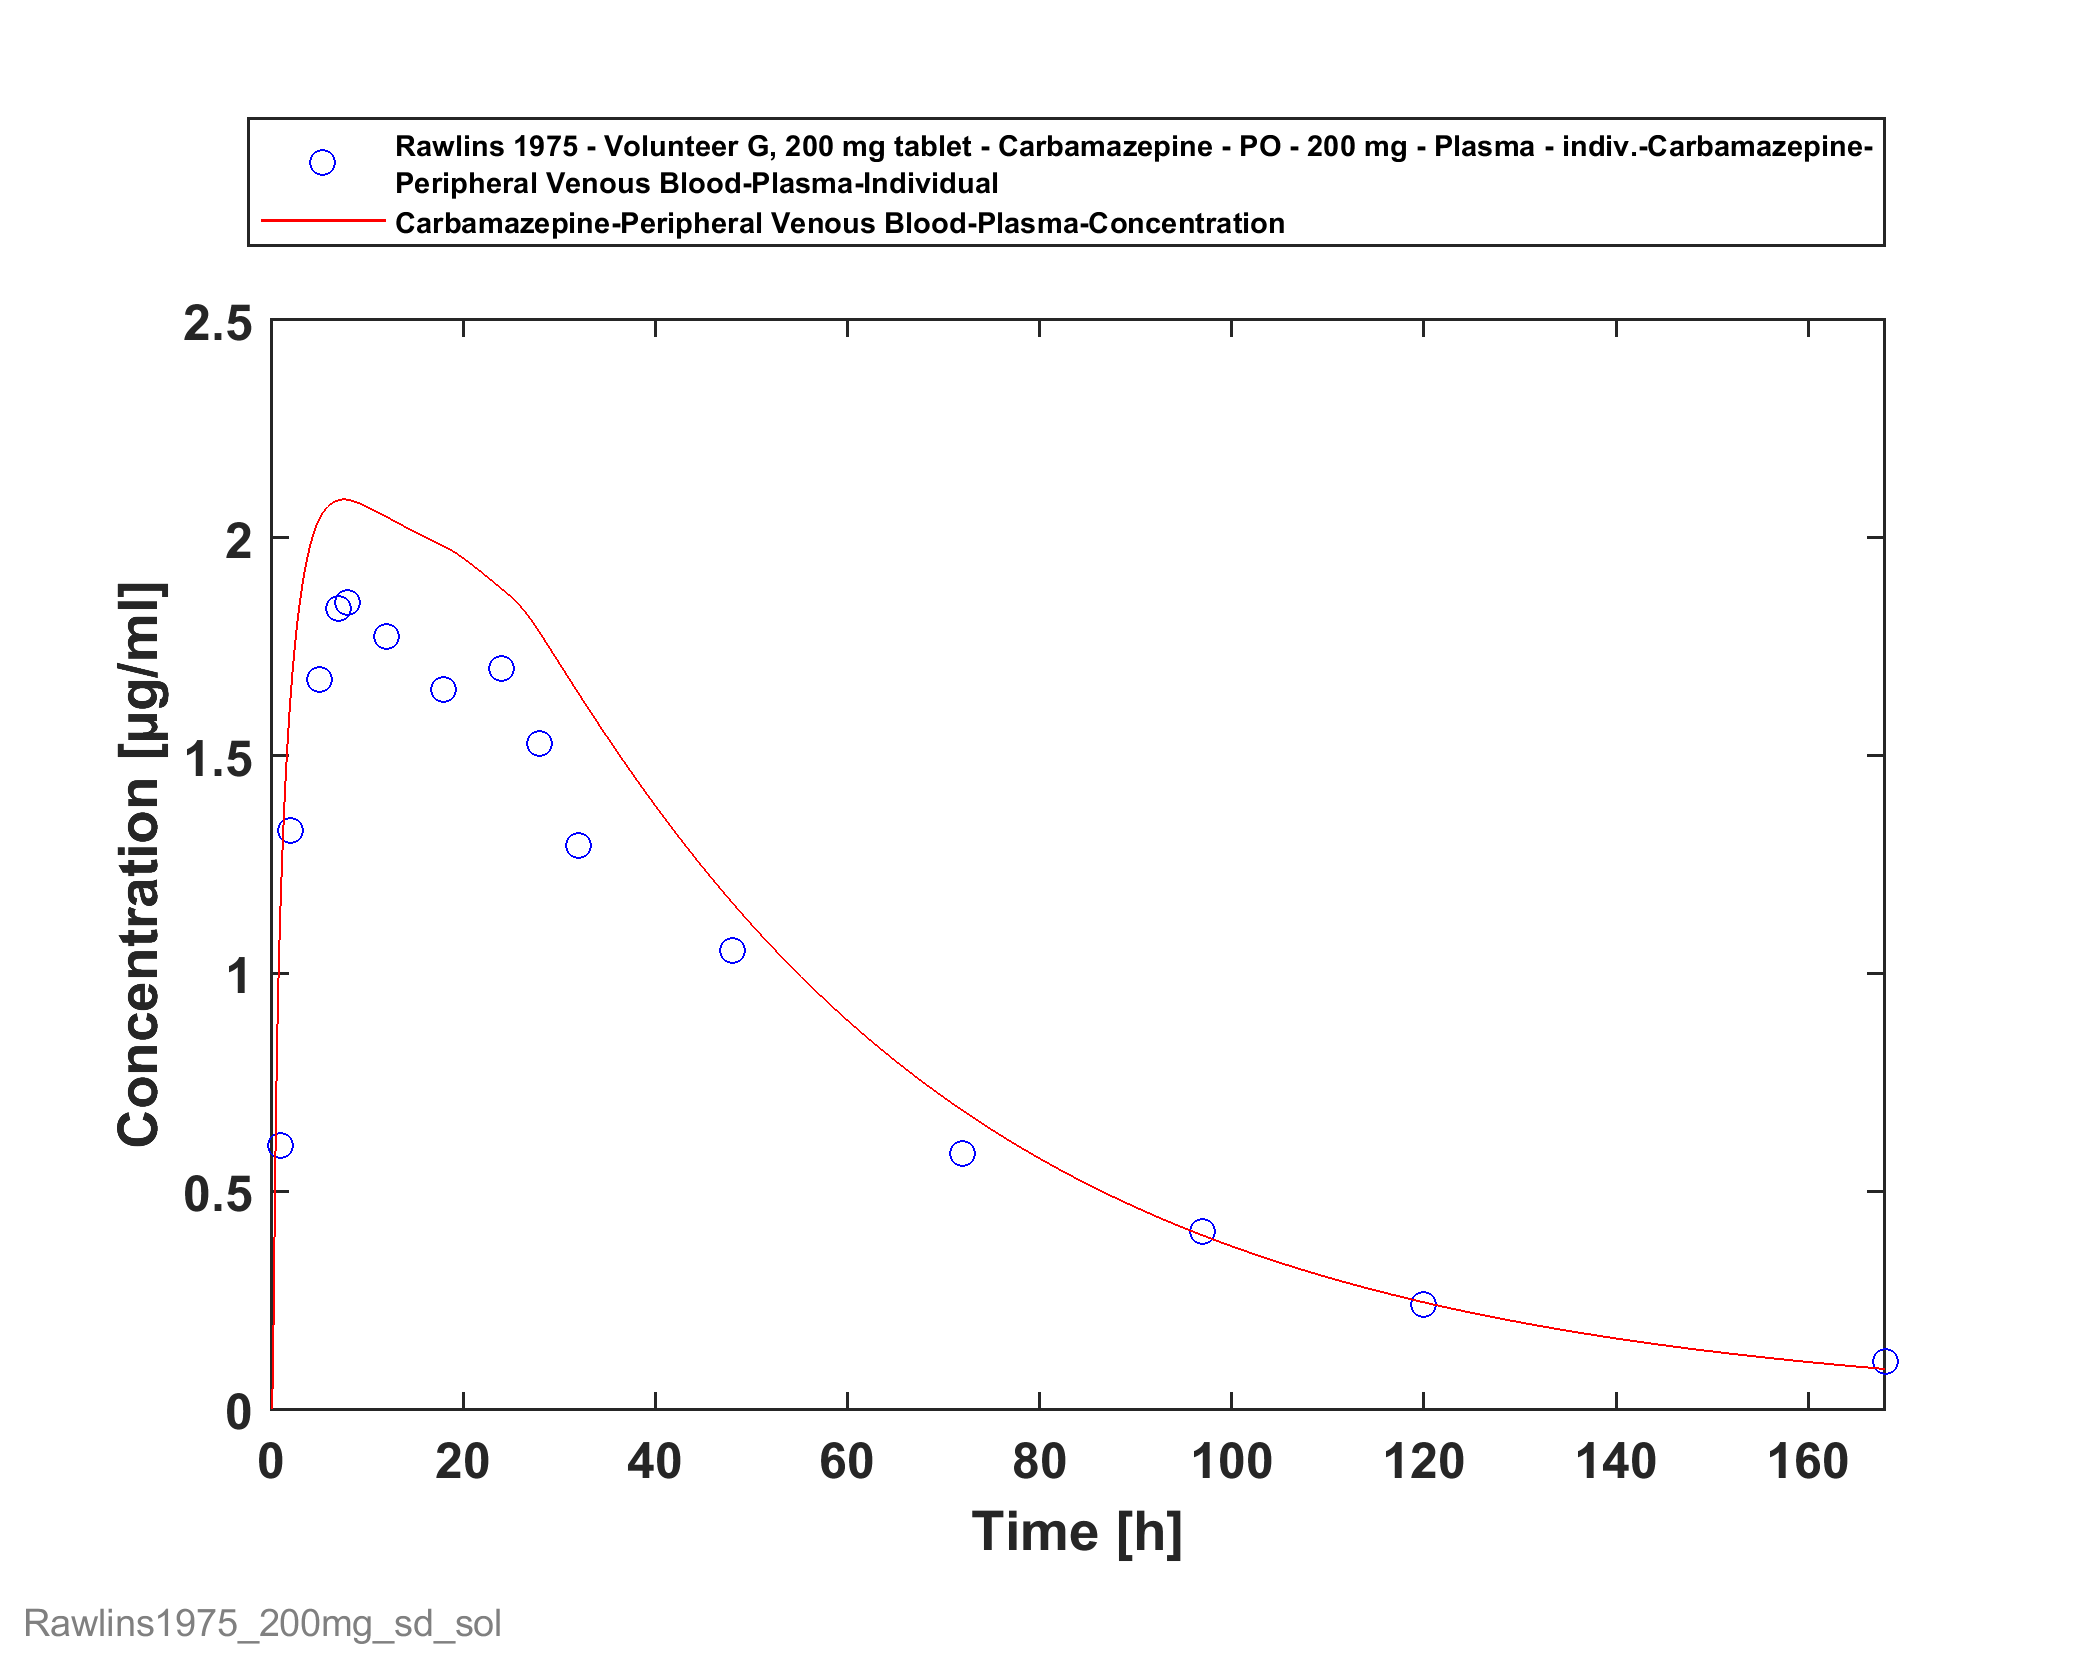 Rawlins 1975 - Volunteer G, 200 mg tablet - Carbamazepine - PO - 200 mg - Plasma - indiv.-Carbamazepine-
Peripheral Venous Blood-Plasma-Individual
Carbamazepine-Peripheral Venous Blood-Plasma-Concentration
2.5
2
1.5
1
0.5
0
Concentration [µg/ml]
0 20 40 60 80 100 120 140 160
Time [h]
Rawlins1975_200mg_sd_sol